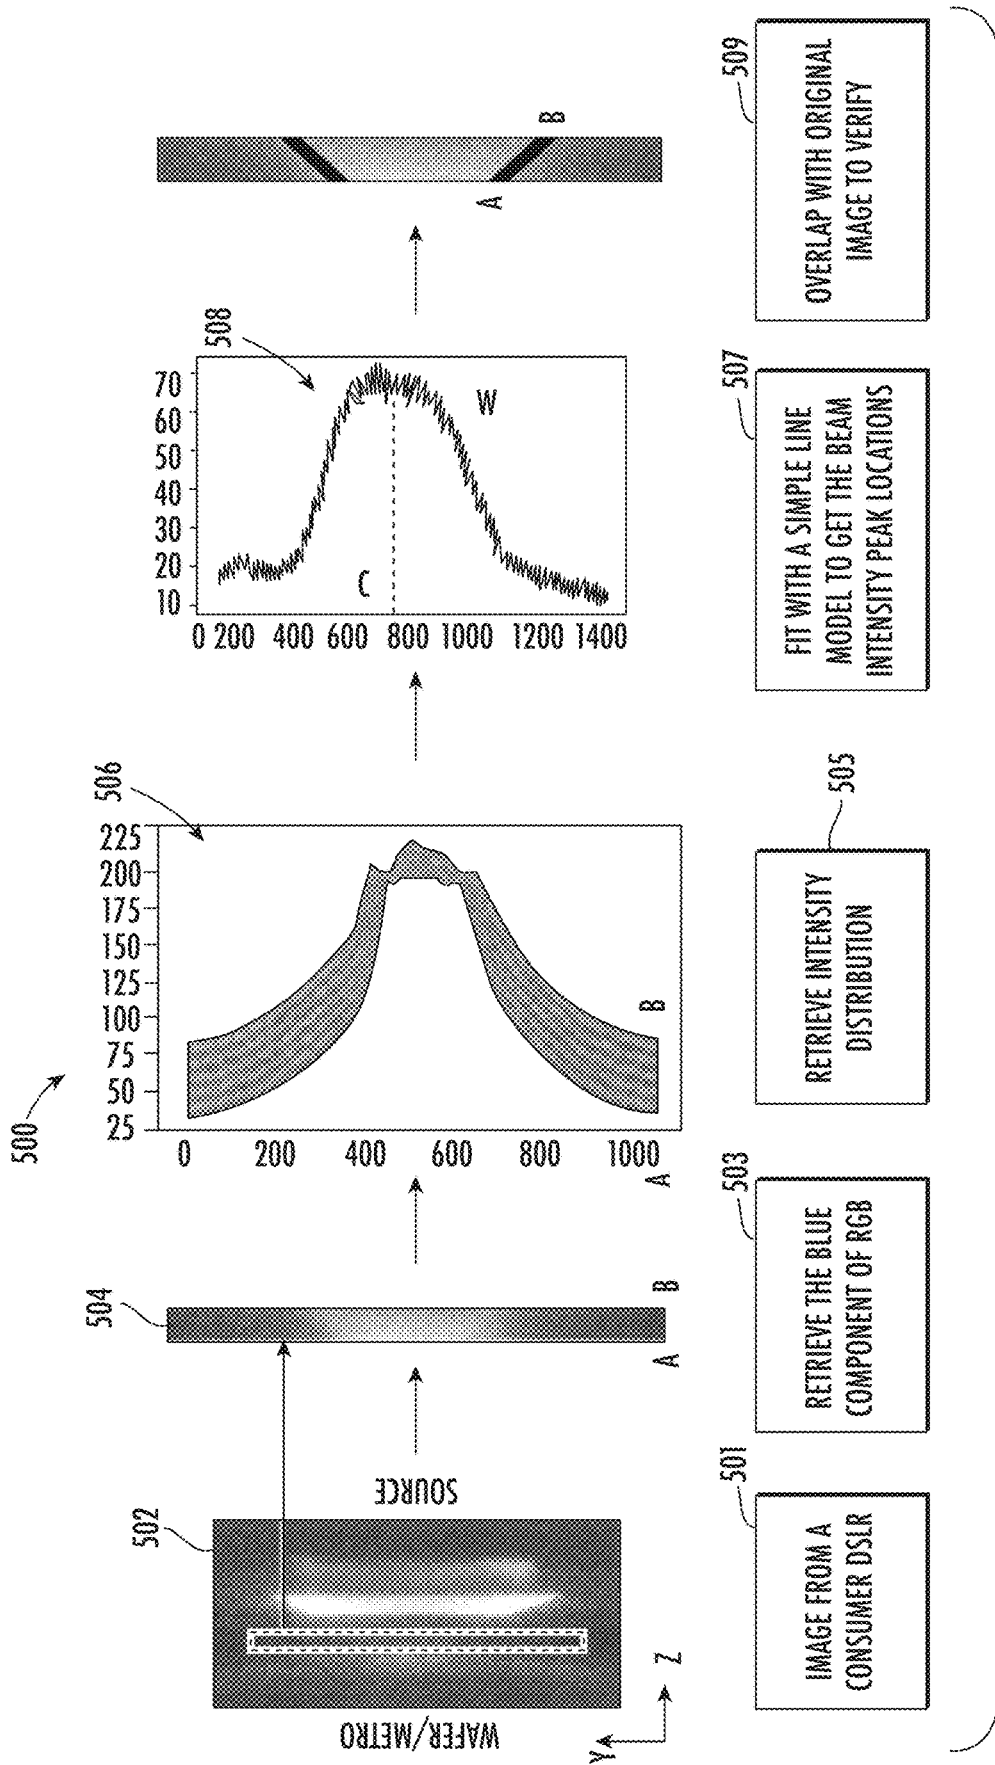 500
502
WAFER/METRO
SOURCE
Y
Z
504
A
B
506
225
200
175
150
125
100
75
50
25
0
200
400
600
800
1000
A
B
508
70
60
50
40
30
20
10
0 200 400 600 800 1000 1200 1400
C
W
A
B
501
IMAGE FROM A
CONSUMER DSLR
503
RETRIEVE THE BLUE
COMPONENT OF RGB
505
RETRIEVE INTENSITY
DISTRIBUTION
507
FIT WITH A SIMPLE LINE
MODEL TO GET THE BEAM
INTENSITY PEAK LOCATIONS
509
OVERLAP WITH ORIGINAL
IMAGE TO VERIFY